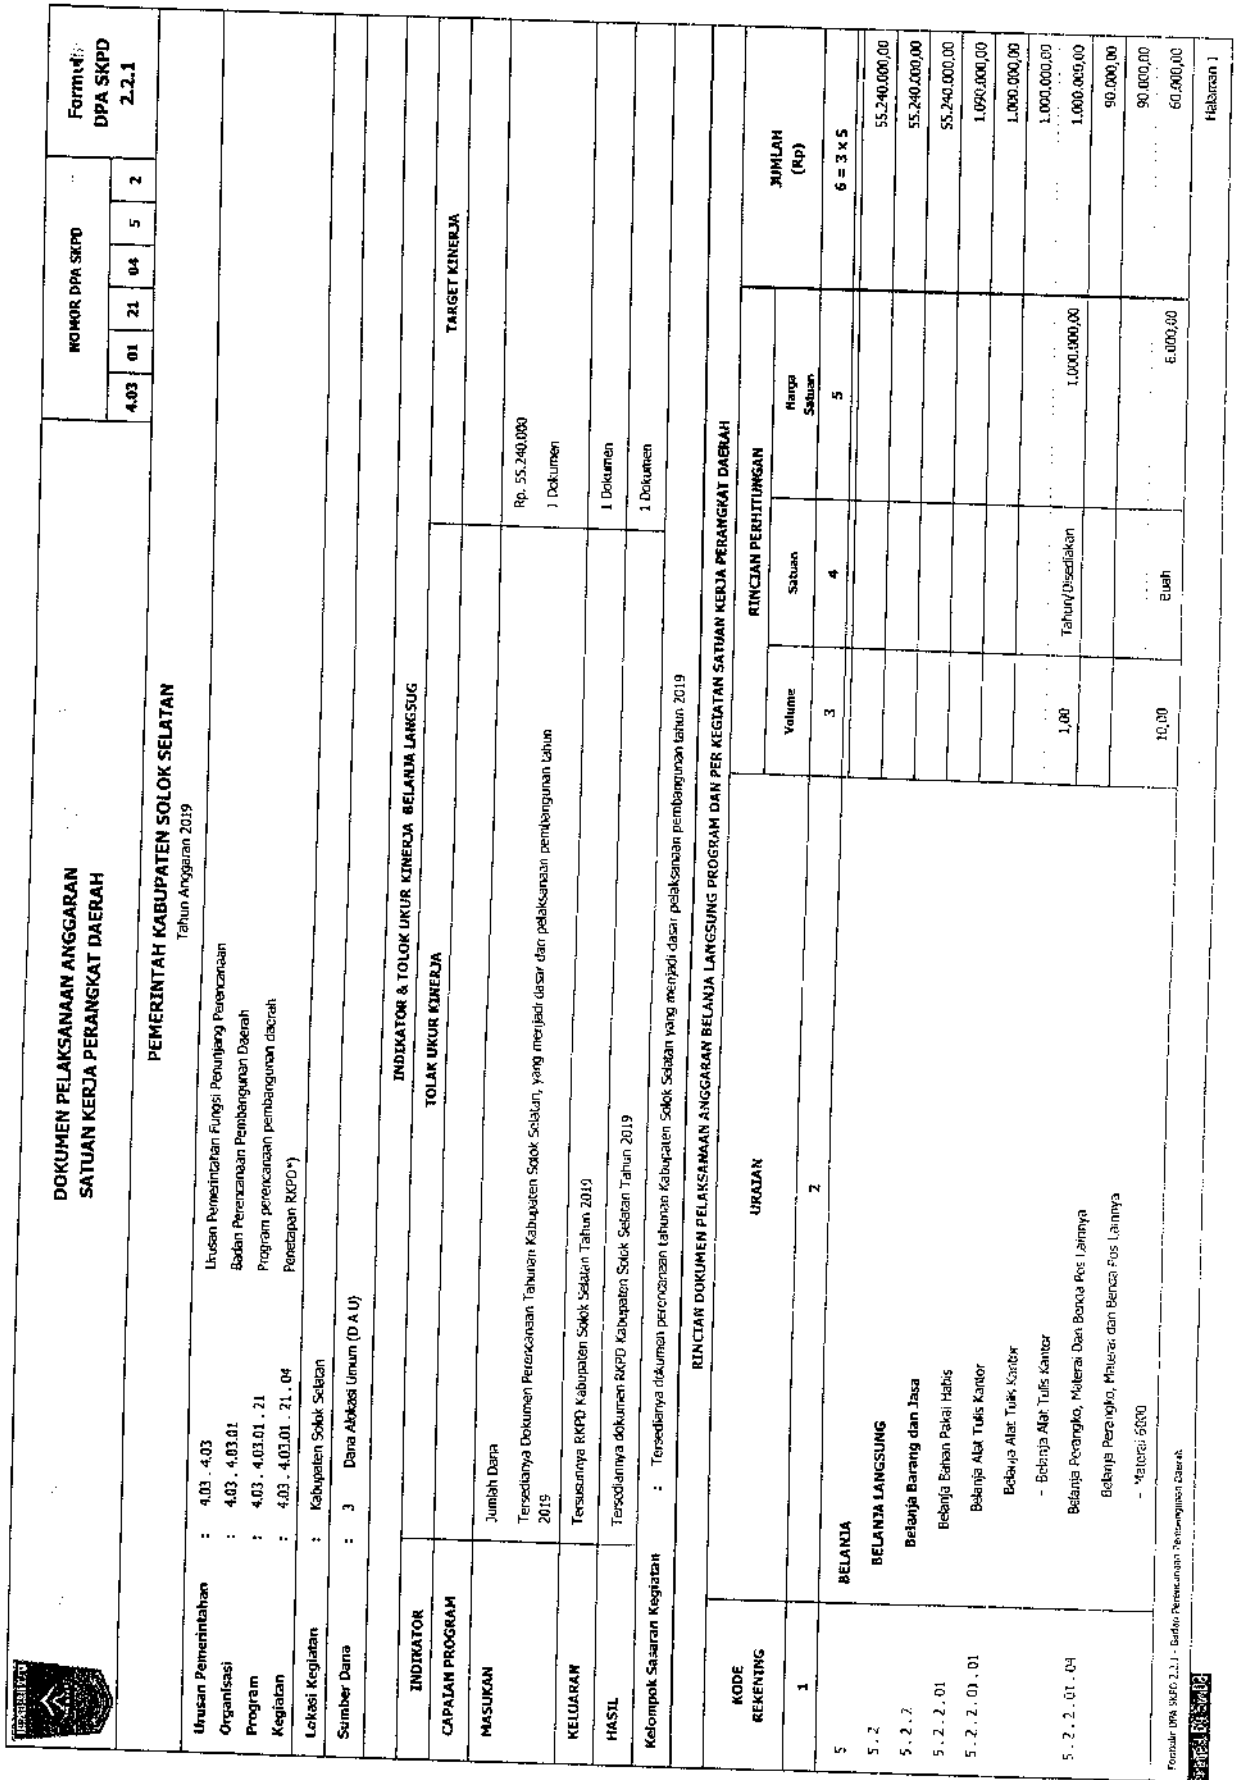 DOKUMEN PELAKSANAAN ANGGARAN
SATUAN KERJA PERANGKAT DAERAH
NOMOR DPA SKPD
4.03 01 21 04 5 2
Formulir
DPA SKPD
2.2.1
PEMERINTAH KABUPATEN SOLOK SELATAN
Tahun Anggaran 2019
Urusan Pemerintahan : 4.03 . 4.03 Urusan Pemerintahan Fungsi Penunjang Perencanaan
Organisasi : 4.03 . 4.03.01 Badan Perencanaan Pembangunan Daerah
Program : 4.03 . 4.03.01 . 21 Program perencanaan pembangunan daerah
Kegiatan : 4.03 . 4.03.01 . 21 . 04 Penetapan RKPD*)
Lokasi Kegiatan : Kabupaten Solok Selatan
Sumber Dana : 3 Dana Alokasi Umum (D A U)
INDIKATOR & TOLOK UKUR KINERJA BELANJA LANGSUG
INDIKATOR TOLAK UKUR KINERJA TARGET KINERJA
CAPAIAN PROGRAM
MASUKAN Jumlah Dana Rp. 55.240.000
Tersedianya Dokumen Perencanaan Tahunan Kabupaten Solok Selatan, yang menjadi dasar dari pelaksanaan pembangunan tahun 1 Dokumen
2019
KELUARAN Tersusunnya RKPD Kabupaten Solok Selatan Tahun 2019 1 Dokumen
HASIL Tersediannya dokumen RKPD Kabupaten Solok Selatan Tahun 2019 1 Dokumen
Kelompok Sasaran Kegiatan : Tersedianya dokumen perencanaan tahunan Kabupaten Solok Selatan yang menjadi dasar pelaksanaan pembangunan tahun 2019
RINCIAN DOKUMEN PELAKSANAAN ANGGARAN BELANJA LANGSUNG PROGRAM DAN PER KEGIATAN SATUAN KERJA PERANGKAT DAERAH
KODE
REKENING
URAIAN
RINCIAN PERHITUNGAN
Volume Satuan Harga
Satuan
JUMLAH
(Rp)
1 2 3 4 5 6 = 3 x 5
5 BELANJA 55.240.000,00
5 . 2 BELANJA LANGSUNG 55.240.000,00
5 . 2 . 2 Belanja Barang dan Jasa 55.240.000,00
5 . 2 . 2 . 01 Belanja Bahan Pakai Habis 1.090.000,00
5 . 2 . 2 . 01 . 01 Belanja Alat Tulis Kantor 1.000.000,00
Belanja Alat Tulis Kantor 1.000.000,00
- Belanja Alat Tulis Kantor 1,00 Tahun/Disediakan 1.000.000,00 1.000.000,00
5 . 2 . 2 . 01 . 04 Belanja Perangko, Materai Dan Benda Pos Lainnya 90.000,00
Belanja Perangko, Materai dan Benda Pos Lainnya 90.000,00
- Materai 6000 10,00 Buah 6.000,00 60.000,00
Formulir DPA SKPD 2.2.1 - Badan Perencanaan Pembangunan Daerah
Halaman 1